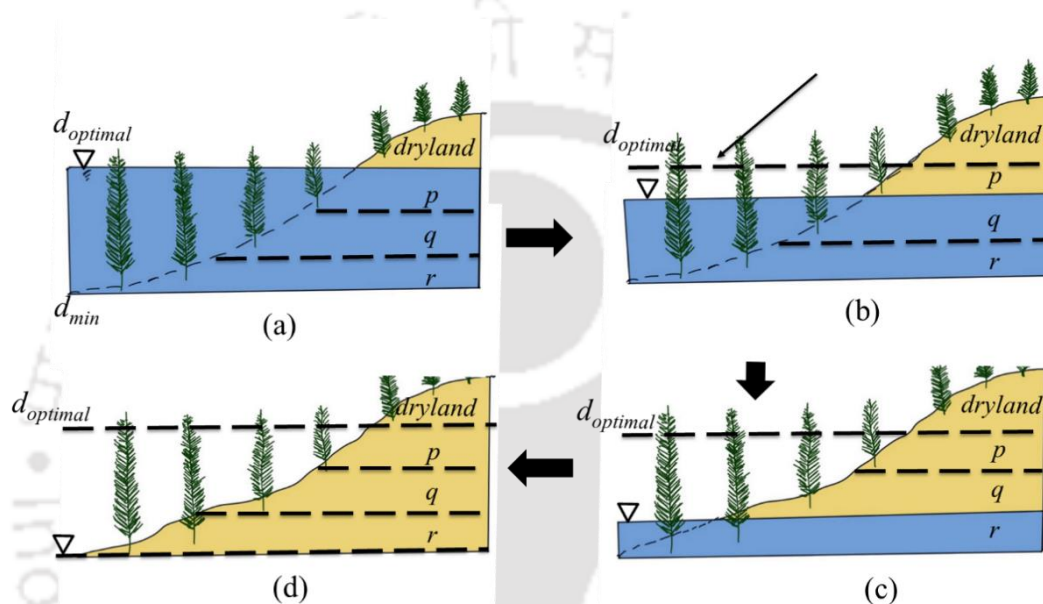 d_optimal
dryland
p
q
r
d_min
(a)
d_optimal
dryland
p
q
r
(b)
d_optimal
dryland
p
q
r
(d)
d_optimal
dryland
p
q
r
(c)